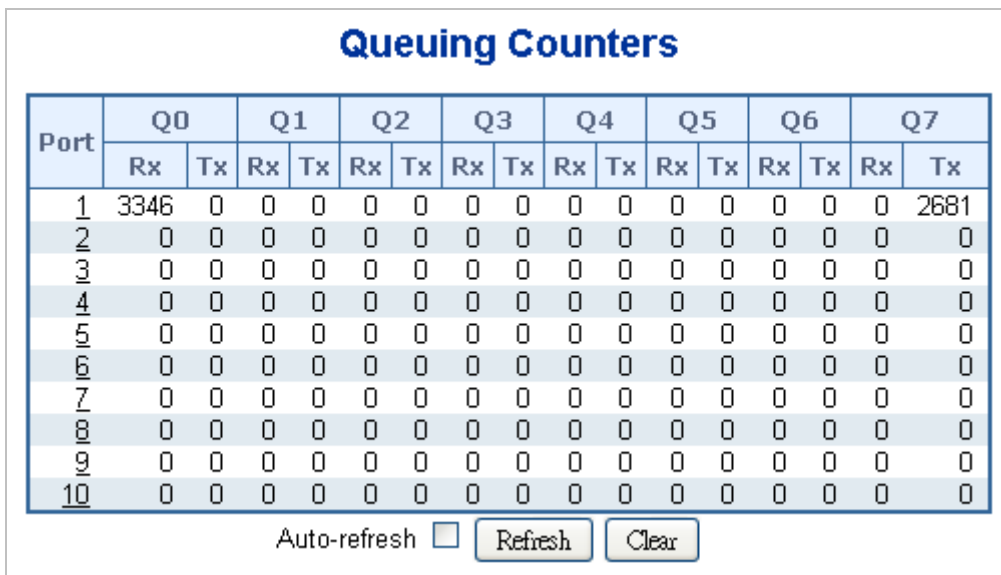 Queuing Counters
Port Q0 Q1 Q2 Q3 Q4 Q5 Q6 Q7
Rx Tx Rx Tx Rx Tx Rx Tx Rx Tx Rx Tx Rx Tx Rx Tx
1 3346 0 0 0 0 0 0 0 0 0 0 0 0 0 0 2681
2 0 0 0 0 0 0 0 0 0 0 0 0 0 0 0 0
3 0 0 0 0 0 0 0 0 0 0 0 0 0 0 0 0
4 0 0 0 0 0 0 0 0 0 0 0 0 0 0 0 0
5 0 0 0 0 0 0 0 0 0 0 0 0 0 0 0 0
6 0 0 0 0 0 0 0 0 0 0 0 0 0 0 0 0
7 0 0 0 0 0 0 0 0 0 0 0 0 0 0 0 0
8 0 0 0 0 0 0 0 0 0 0 0 0 0 0 0 0
9 0 0 0 0 0 0 0 0 0 0 0 0 0 0 0 0
10 0 0 0 0 0 0 0 0 0 0 0 0 0 0 0 0
Auto-refresh Refresh Clear